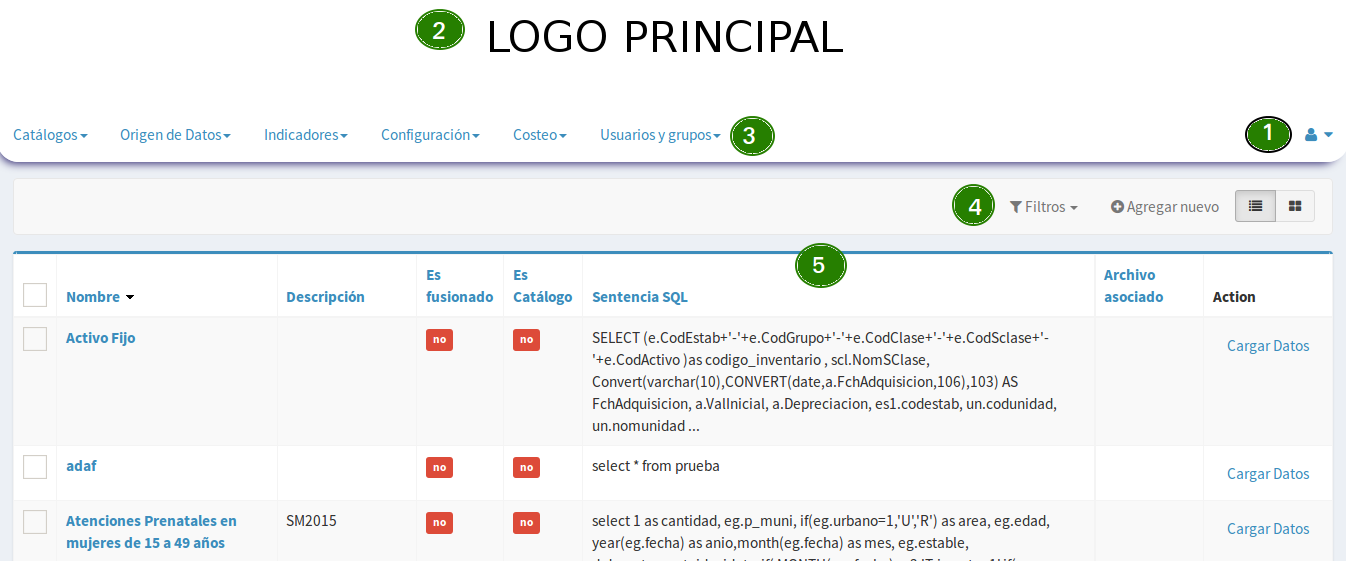 2 LOGO PRINCIPAL
Catálogos Origen de Datos Indicadores Configuración Costeo Usuarios y grupos 3 1
4 Filtros Agregar nuevo
5
Es Es Archivo
Nombre Descripción fusionado Catálogo Sentencia SQL asociado Action
Activo Fijo no no SELECT (e.CodEstab+'-'+e.CodGrupo+'-'+e.CodClase+'-'+e.CodSclase+'- Cargar Datos
'+e.CodActivo )as codigo_inventario , scl.NomSClase,
Convert(varchar(10),CONVERT(date,a.FchAdquisicion,106),103) AS
FchAdquisicion, a.ValInicial, a.Depreciacion, es1.codestab, un.codunidad,
un.nomunidad ...
adaf no no select * from prueba Cargar Datos
Atenciones Prenatales en SM2015 no no select 1 as cantidad, eg.p_muni, if(eg.urbano=1,'U','R') as area, eg.edad, Cargar Datos
mujeres de 15 a 49 años year(eg.fecha) as anio,month(eg.fecha) as mes, eg.estable,